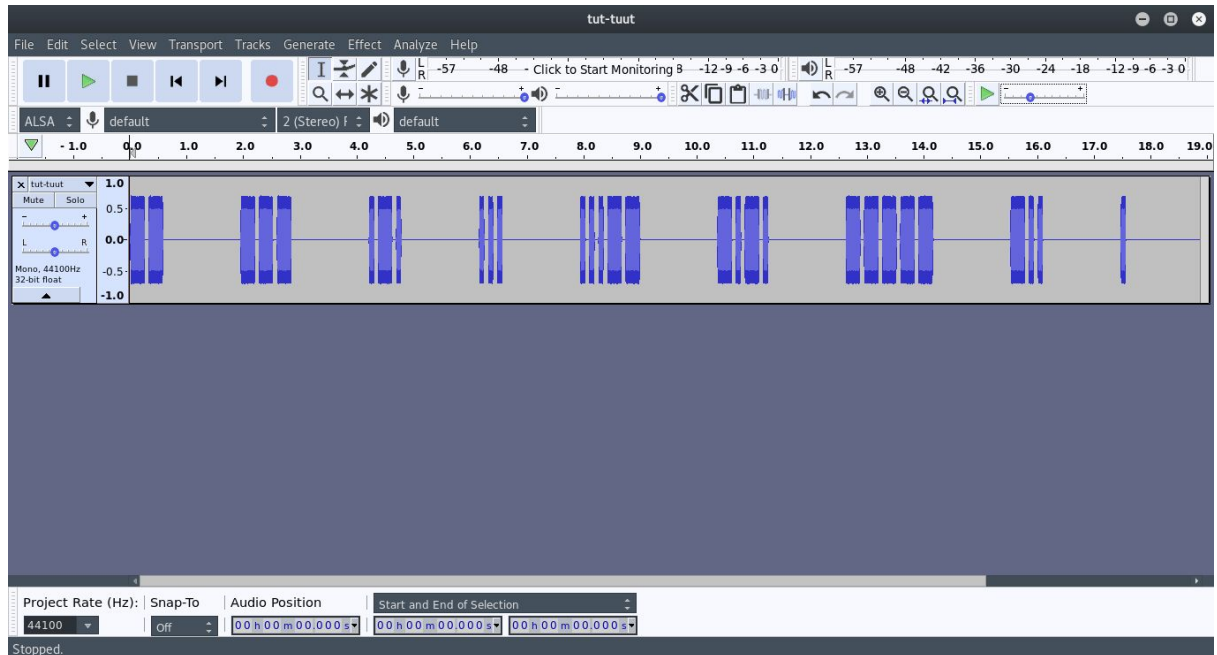 tut-tuut
File Edit Select View Transport Tracks Generate Effect Analyze Help
L R -57 -48 - Click to Start Monitoring 8 -12 -9 -6 -3 0 L R -57 -48 -42 -36 -30 -24 -18 -12 -9 -6 -3 0
- + - + - +
ALSA default 2 (Stereo) default
- 1.0 0.0 1.0 2.0 3.0 4.0 5.0 6.0 7.0 8.0 9.0 10.0 11.0 12.0 13.0 14.0 15.0 16.0 17.0 18.0 19.0
x tut-tuut 1.0
Mute Solo
0.5
- +
L R 0.0
Mono, 44100Hz
32-bit float
-0.5
-1.0
Project Rate (Hz): Snap-To Audio Position Start and End of Selection
44100 Off 00 h 00 m 00.000 s 00 h 00 m 00.000 s 00 h 00 m 00.000 s
Stopped.